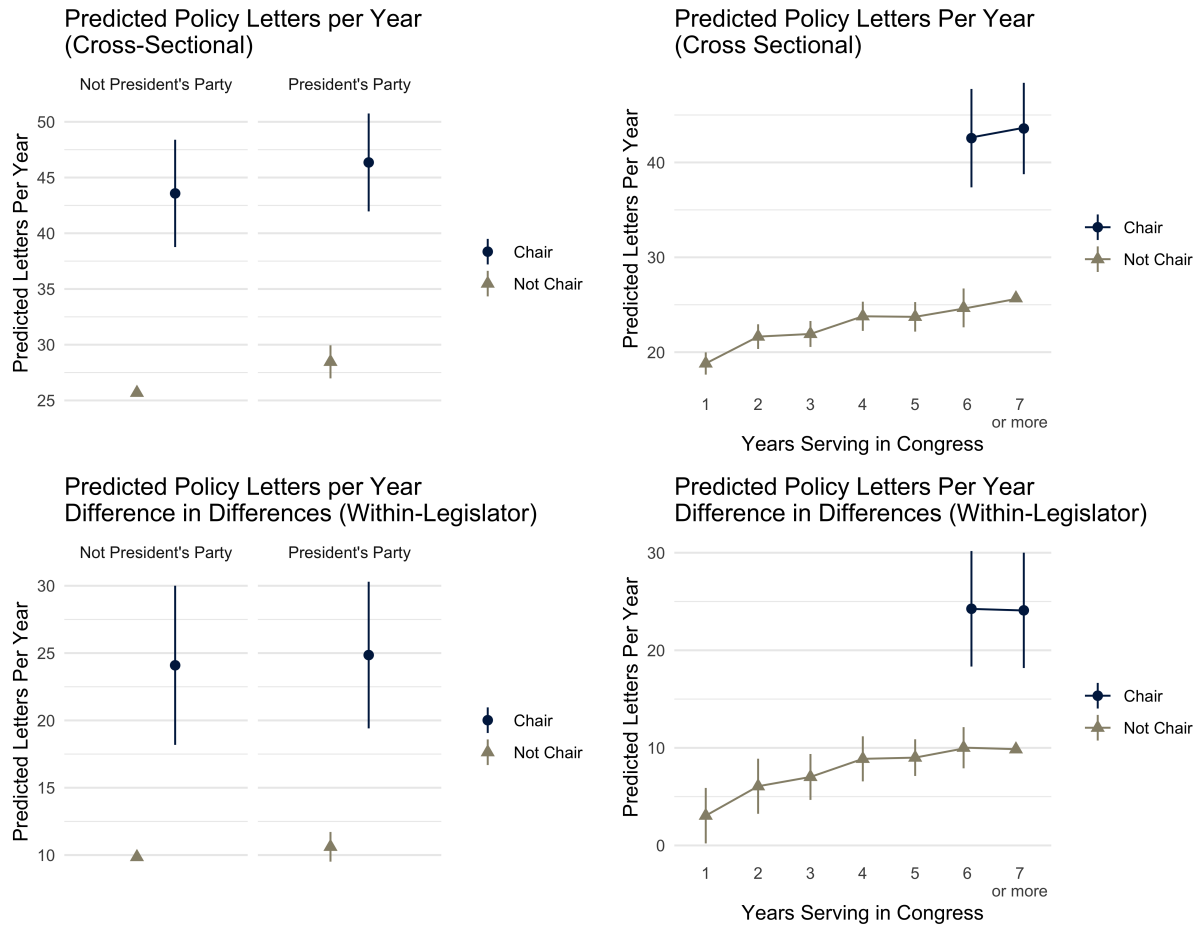 Predicted Policy Letters per Year
(Cross-Sectional)
Not President's Party
President's Party
Predicted Letters Per Year
50
45
40
35
30
25
Chair
Not Chair
Predicted Policy Letters Per Year
(Cross Sectional)
Predicted Letters Per Year
40
30
20
1 2 3 4 5 6 7
or more
Years Serving in Congress
Chair
Not Chair
Predicted Policy Letters per Year
Difference in Differences (Within-Legislator)
Not President's Party
President's Party
Predicted Letters Per Year
30
25
20
15
10
Chair
Not Chair
Predicted Policy Letters Per Year
Difference in Differences (Within-Legislator)
Predicted Letters Per Year
30
20
10
0
1 2 3 4 5 6 7
or more
Years Serving in Congress
Chair
Not Chair